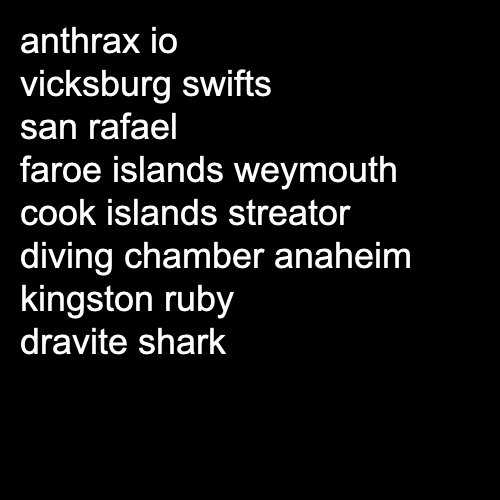 anthrax io
vicksburg swifts
san rafael
faroe islands weymouth
cook islands streator
diving chamber anaheim
kingston ruby
dravite shark